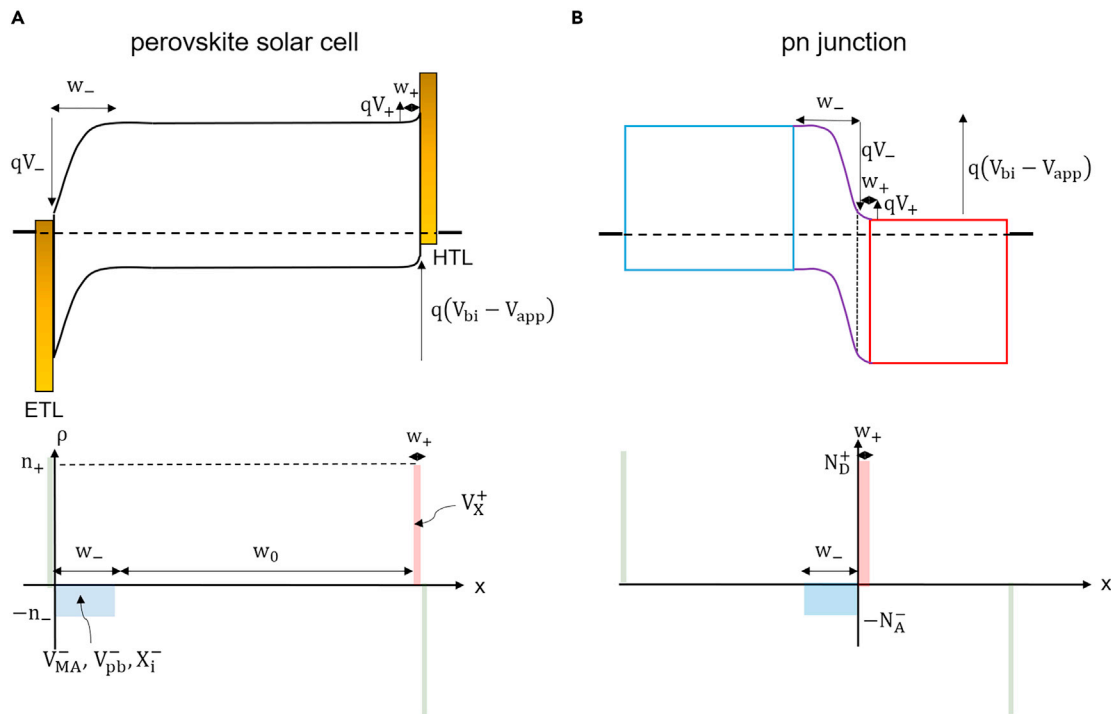 A
perovskite solar cell
w₋
w₊
qV₊
qV₋
HTL
q(V_bi − V_app)
ETL
ρ
w₊
n₊
V_X^+
w₋
w₀
x
−n₋
V_MA^−, V_pb^−, X_i^−
B
pn junction
w₋
qV₋
q(V_bi − V_app)
w₊
qV₊
w₊
N_D^+
w₋
x
−N_A^−